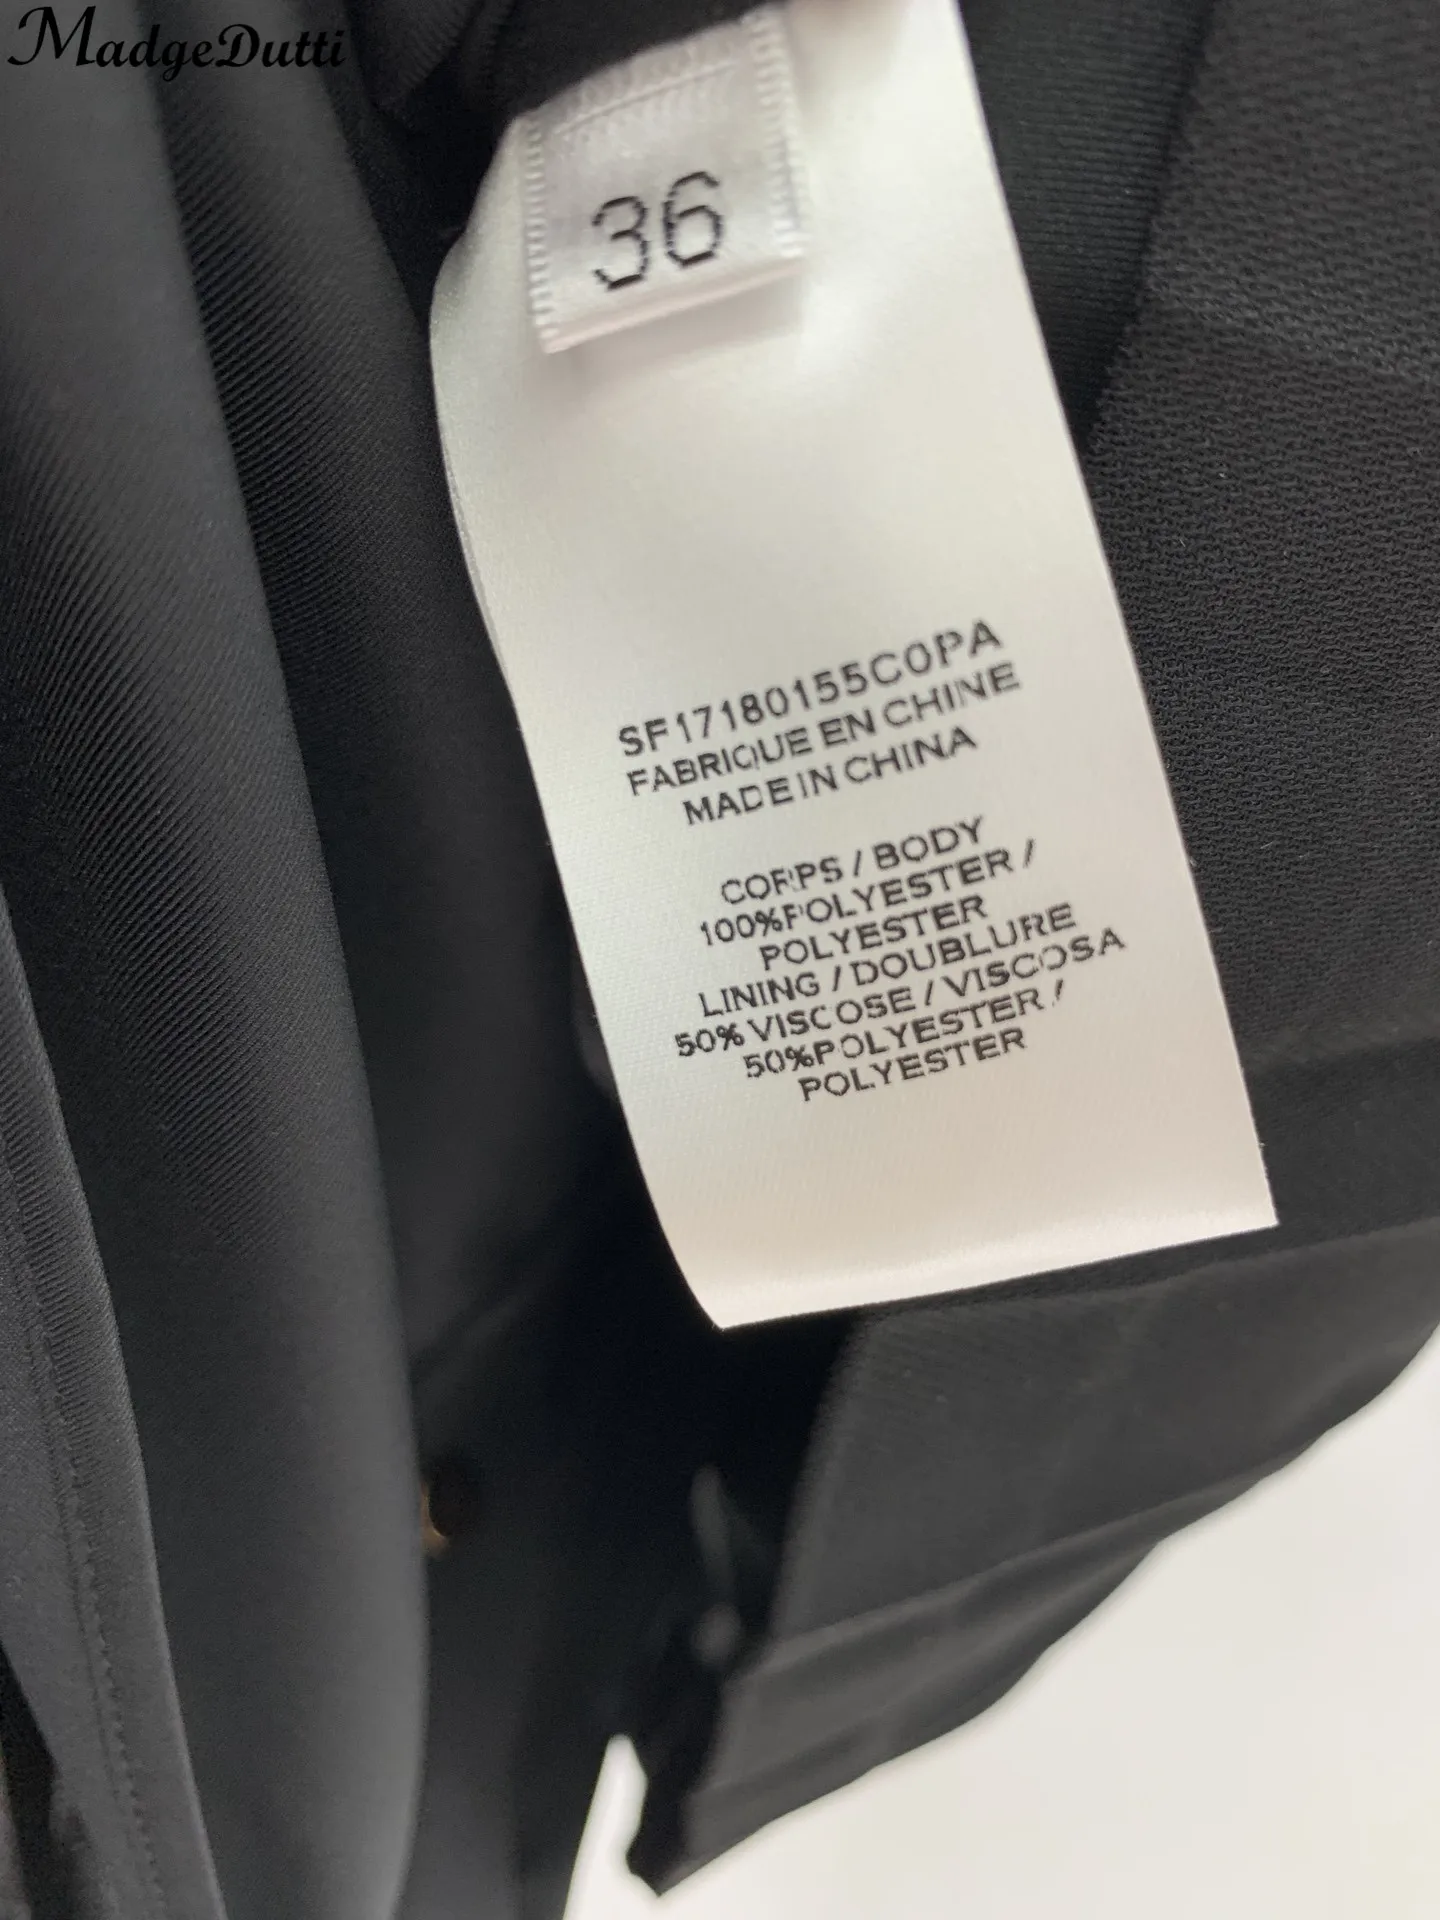 MadgeDutti
36
SF17180155C0PA
FABRIQUE EN CHINE
MADE IN CHINA
CORPS / BODY
100%POLYESTER /
POLYESTER
LINING / DOUBLURE
50% VISCOSE / VISCOSA
50%POLYESTER /
POLYESTER